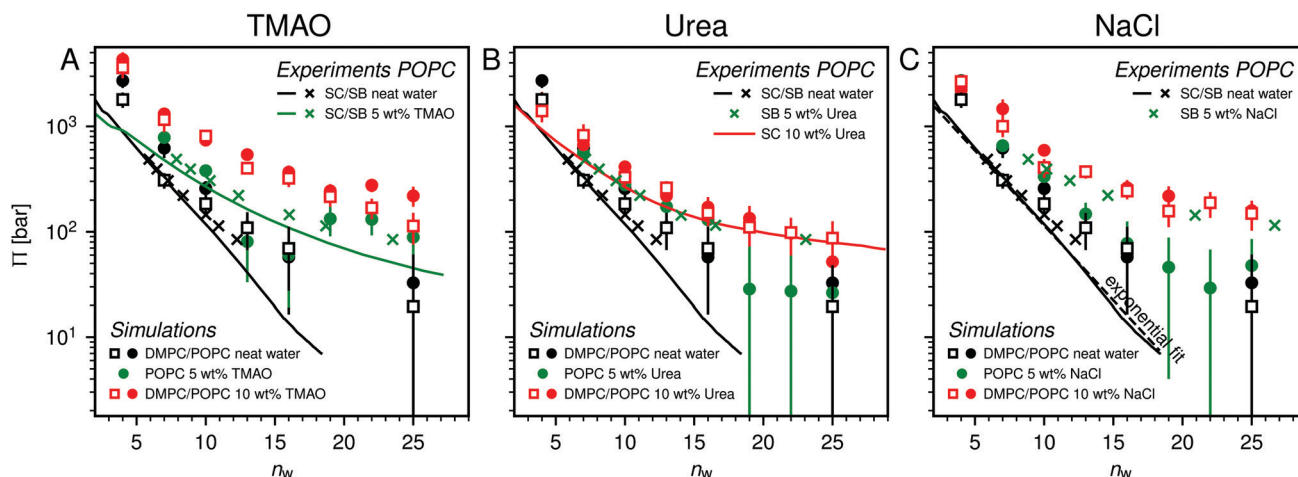 TMAO
A
Experiments POPC
SC/SB neat water
SC/SB 5 wt% TMAO
Simulations
DMPC/POPC neat water
POPC 5 wt% TMAO
DMPC/POPC 10 wt% TMAO
Π [bar]
10³
10²
10¹
5 10 15 20 25
n_w
Urea
B
Experiments POPC
SC/SB neat water
SB 5 wt% Urea
SC 10 wt% Urea
Simulations
DMPC/POPC neat water
POPC 5 wt% Urea
DMPC/POPC 10 wt% Urea
5 10 15 20 25
n_w
NaCl
C
Experiments POPC
SC/SB neat water
SB 5 wt% NaCl
exponential fit
Simulations
DMPC/POPC neat water
POPC 5 wt% NaCl
DMPC/POPC 10 wt% NaCl
5 10 15 20 25
n_w